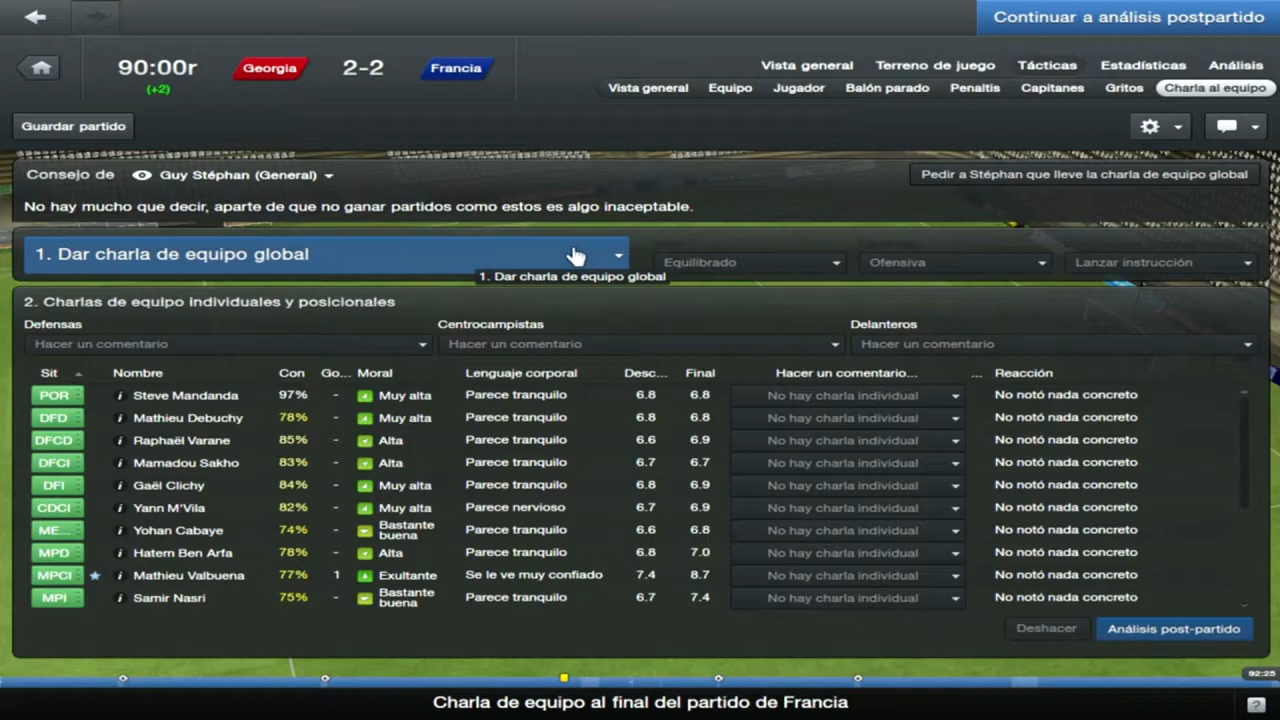 Continuar a análisis postpartido
90:00r
(+2)
Georgia
2-2
Francia
Vista general Terreno de juego Tácticas Estadísticas Análisis
Vista general Equipo Jugador Balón parado Penaltis Capitanes Gritos Charla al equipo
Guardar partido
Consejo de Guy Stéphan (General)
Pedir a Stéphan que lleve la charla de equipo global
No hay mucho que decir, aparte de que no ganar partidos como estos es algo inaceptable.
1. Dar charla de equipo global
Equilibrado Ofensiva Lanzar instrucción
1. Dar charla de equipo global
2. Charlas de equipo individuales y posicionales
Defensas Centrocampistas Delanteros
Hacer un comentario Hacer un comentario Hacer un comentario
Sit Nombre Con Go... Moral Lenguaje corporal Desc... Final Hacer un comentario... ... Reacción
POR i Steve Mandanda 97% - Muy alta Parece tranquilo 6.8 6.8 No hay charla individual No notó nada concreto
DFD i Mathieu Debuchy 78% - Muy alta Parece tranquilo 6.8 6.8 No hay charla individual No notó nada concreto
DFCD i Raphaël Varane 85% - Alta Parece tranquilo 6.6 6.9 No hay charla individual No notó nada concreto
DFCI i Mamadou Sakho 83% - Alta Parece tranquilo 6.7 6.7 No hay charla individual No notó nada concreto
DFI i Gaël Clichy 84% - Muy alta Parece tranquilo 6.8 6.9 No hay charla individual No notó nada concreto
CDCI i Yann M'Vila 82% - Muy alta Parece nervioso 6.7 6.9 No hay charla individual No notó nada concreto
ME... i Yohan Cabaye 74% - Bastante buena Parece tranquilo 6.6 6.8 No hay charla individual No notó nada concreto
MPD i Hatem Ben Arfa 78% - Alta Parece tranquilo 6.8 7.0 No hay charla individual No notó nada concreto
MPCI i Mathieu Valbuena 77% 1 Exultante Se le ve muy confiado 7.4 8.7 No hay charla individual No notó nada concreto
MPI i Samir Nasri 75% - Bastante buena Parece tranquilo 6.7 7.4 No hay charla individual No notó nada concreto
Deshacer Análisis post-partido
92:25
Charla de equipo al final del partido de Francia
?